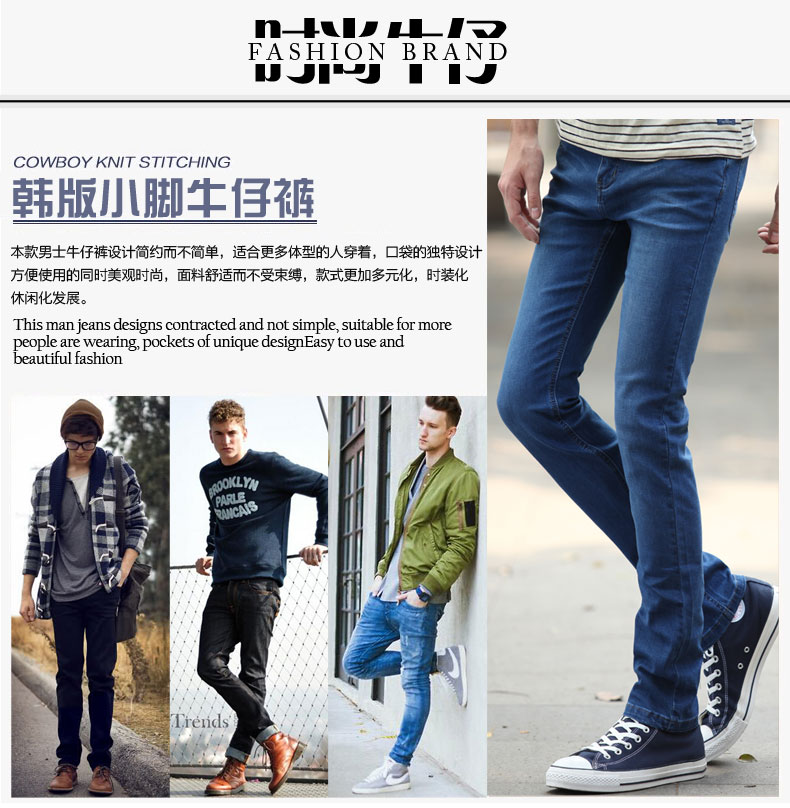 时尚牛仔
FASHION BRAND
COWBOY KNIT STITCHING
韩版小脚牛仔裤
本款男士牛仔裤设计简约而不简单，适合更多体型的人穿着，口袋的独特设计
方便使用的同时美观时尚，面料舒适而不受束缚，款式更加多元化，时装化
休闲化发展。
This man jeans designs contracted and not simple, suitable for more
people are wearing, pockets of unique designEasy to use and
beautiful fashion
BROOKLYN
PARLE
FRANCAIS
Trends